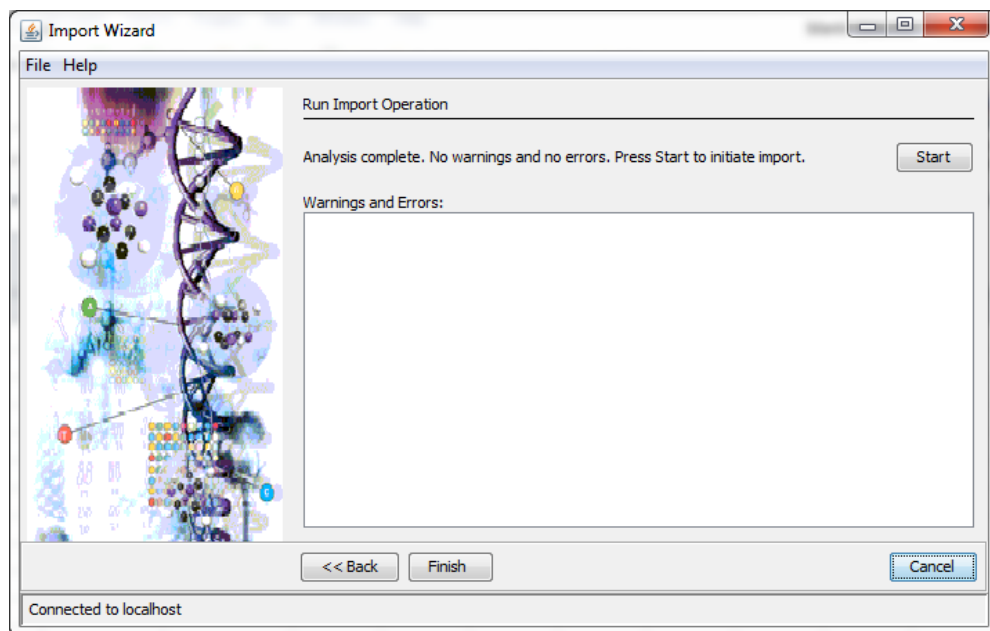 Import Wizard
File Help
Run Import Operation
Analysis complete. No warnings and no errors. Press Start to initiate import.
Start
Warnings and Errors:
A
T
<< Back
Finish
Cancel
Connected to localhost